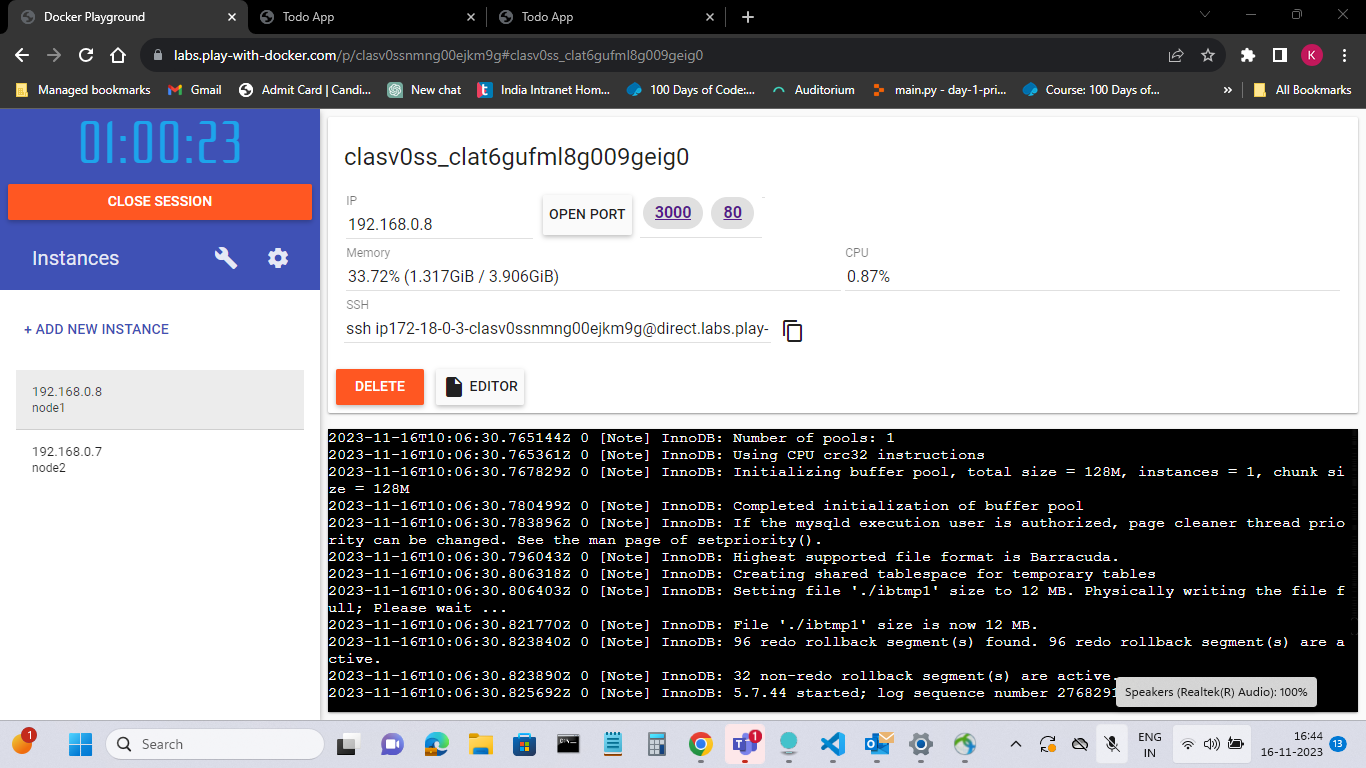 Docker Playground
Todo App
Todo App
labs.play-with-docker.com/p/clasv0ssnmng00ejkm9g#clasv0ss_clat6gufml8g009geig0
K
Managed bookmarks
Gmail
Admit Card | Candi...
New chat
India Intranet Hom...
100 Days of Code:...
Auditorium
main.py - day-1-pri...
Course: 100 Days of...
»
All Bookmarks
01:00:23
CLOSE SESSION
Instances
+ ADD NEW INSTANCE
192.168.0.8
node1
192.168.0.7
node2
clasv0ss_clat6gufml8g009geig0
IP
192.168.0.8
OPEN PORT
3000
80
Memory
33.72% (1.317GiB / 3.906GiB)
CPU
0.87%
SSH
ssh ip172-18-0-3-clasv0ssnmng00ejkm9g@direct.labs.play-
DELETE
EDITOR
2023-11-16T10:06:30.765144Z 0 [Note] InnoDB: Number of pools: 1
2023-11-16T10:06:30.765361Z 0 [Note] InnoDB: Using CPU crc32 instructions
2023-11-16T10:06:30.767829Z 0 [Note] InnoDB: Initializing buffer pool, total size = 128M, instances = 1, chunk si
ze = 128M
2023-11-16T10:06:30.780499Z 0 [Note] InnoDB: Completed initialization of buffer pool
2023-11-16T10:06:30.783896Z 0 [Note] InnoDB: If the mysqld execution user is authorized, page cleaner thread prio
rity can be changed. See the man page of setpriority().
2023-11-16T10:06:30.796043Z 0 [Note] InnoDB: Highest supported file format is Barracuda.
2023-11-16T10:06:30.806318Z 0 [Note] InnoDB: Creating shared tablespace for temporary tables
2023-11-16T10:06:30.806403Z 0 [Note] InnoDB: Setting file './ibtmp1' size to 12 MB. Physically writing the file f
ull; Please wait ...
2023-11-16T10:06:30.821770Z 0 [Note] InnoDB: File './ibtmp1' size is now 12 MB.
2023-11-16T10:06:30.823840Z 0 [Note] InnoDB: 96 redo rollback segment(s) found. 96 redo rollback segment(s) are a
ctive.
2023-11-16T10:06:30.823890Z 0 [Note] InnoDB: 32 non-redo rollback segment(s) are active.
2023-11-16T10:06:30.825692Z 0 [Note] InnoDB: 5.7.44 started; log sequence number 2768291
Speakers (Realtek(R) Audio): 100%
1
Search
1
ENG
IN
16:44
16-11-2023
13